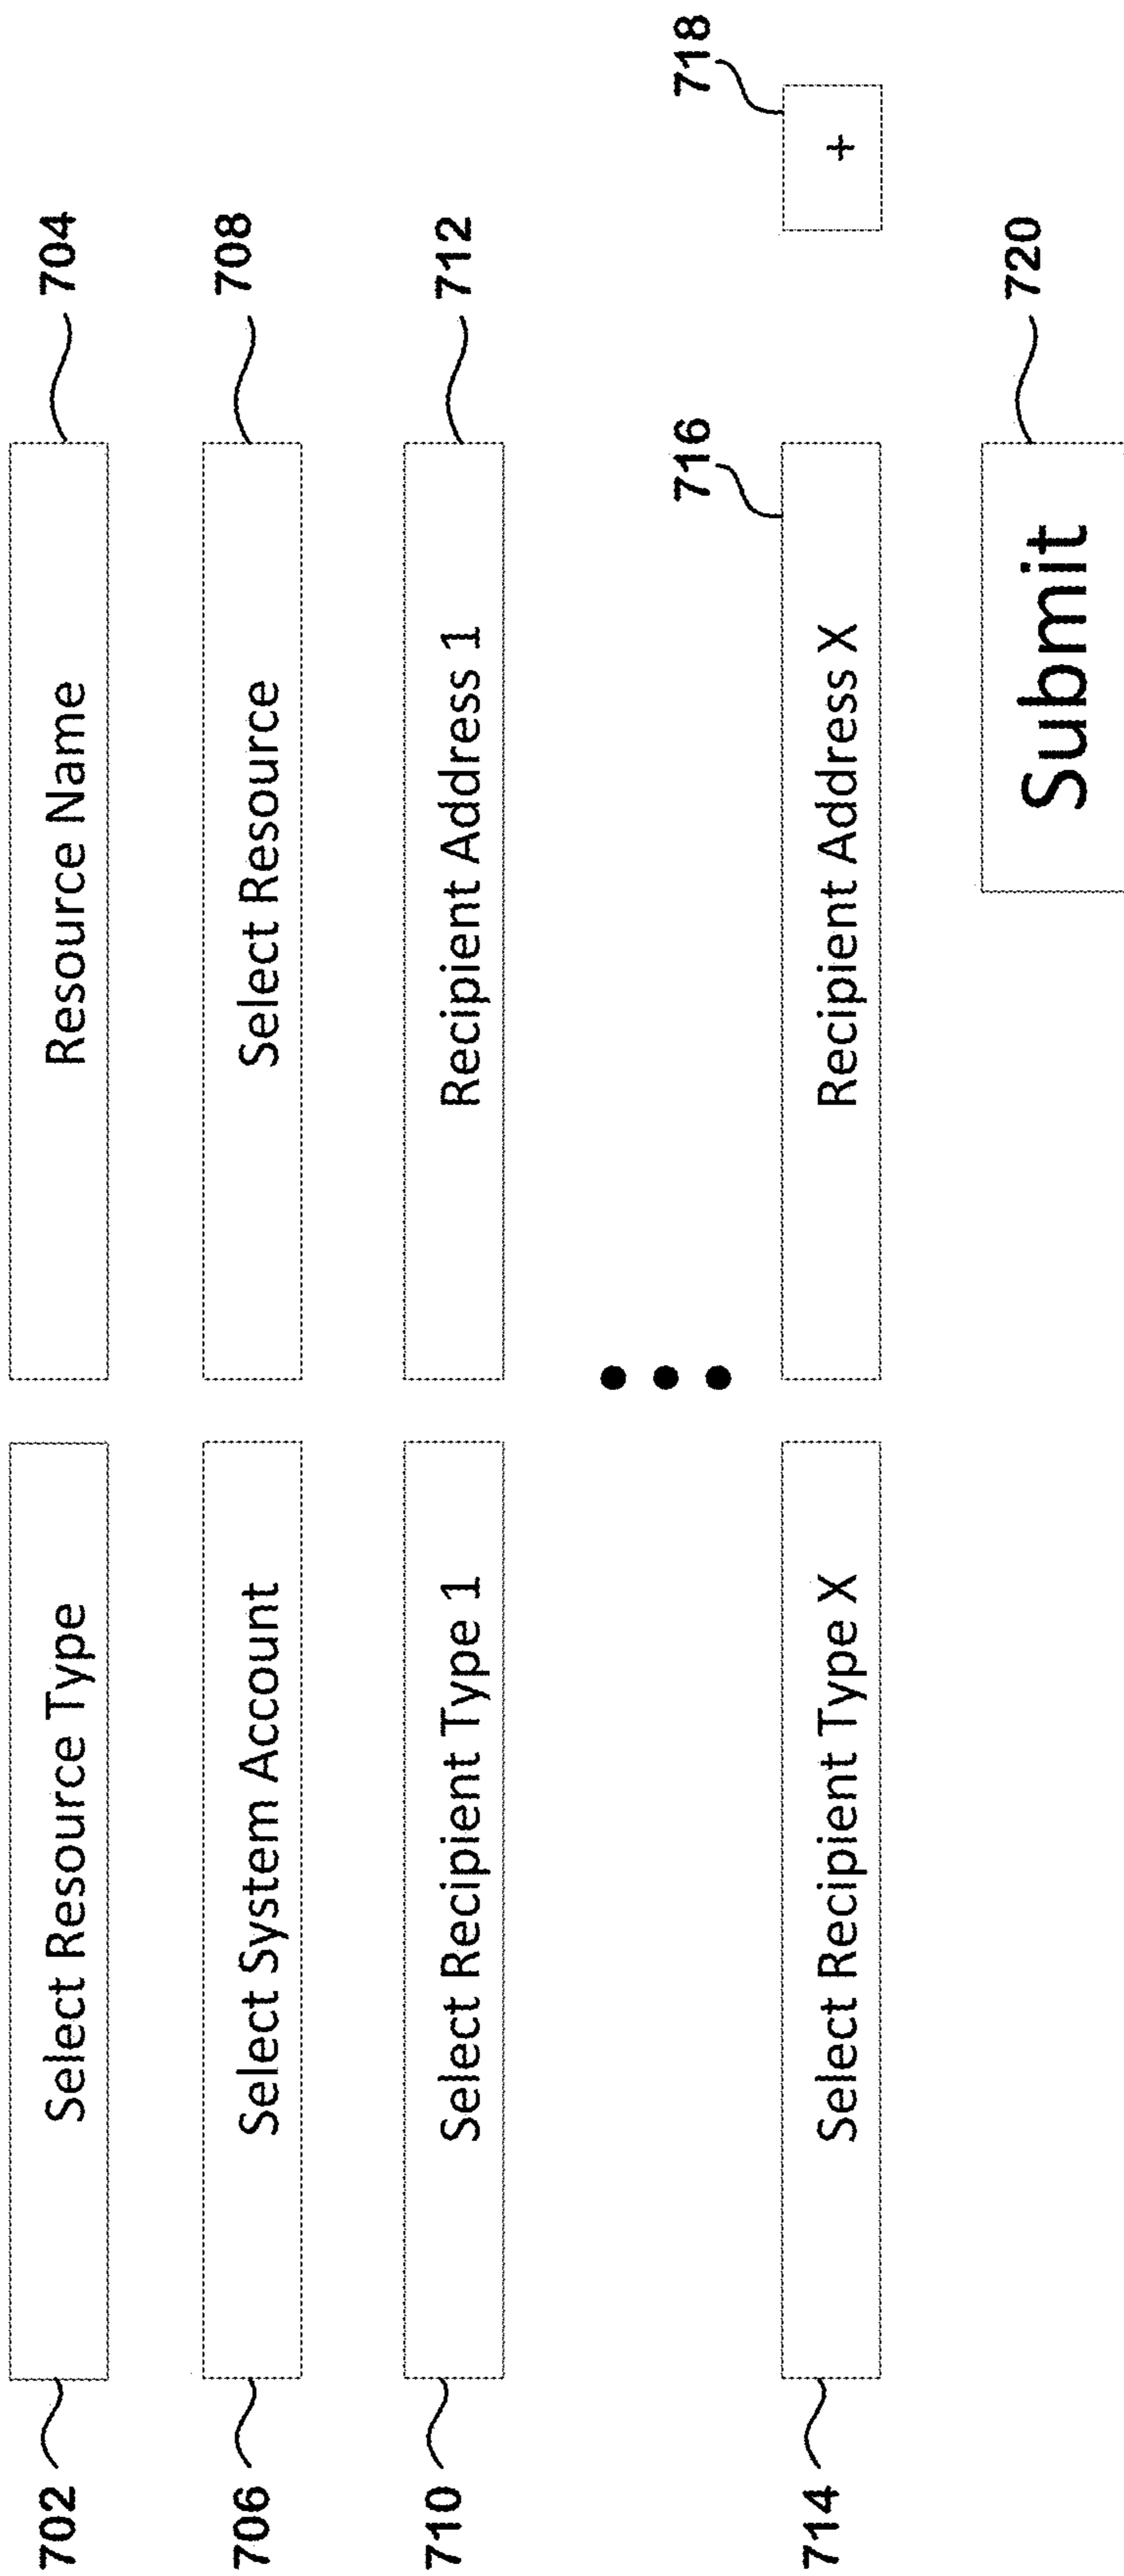 702 Select Resource Type Resource Name 704
706 Select System Account Select Resource 708
710 Select Recipient Type 1 Recipient Address 1 712
716 718
714 Select Recipient Type X Recipient Address X +
Submit 720